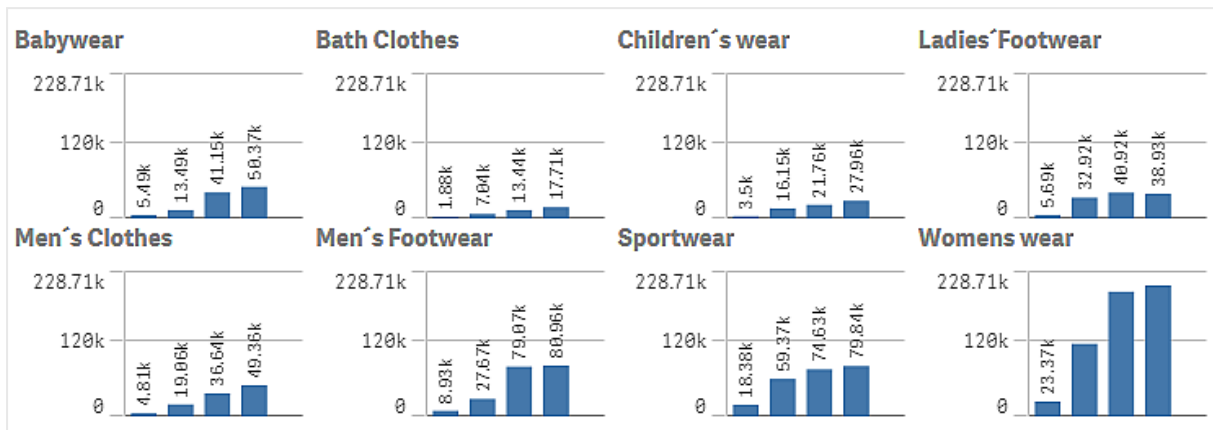 Babywear
228.71k
120k
0
5.49k
13.49k
41.15k
50.37k
Bath Clothes
228.71k
120k
0
1.88k
7.04k
13.44k
17.71k
Children´s wear
228.71k
120k
0
3.5k
16.15k
21.76k
27.96k
Ladies´Footwear
228.71k
120k
0
5.69k
32.92k
40.92k
38.93k
Men´s Clothes
228.71k
120k
0
4.81k
19.06k
36.64k
49.36k
Men´s Footwear
228.71k
120k
0
8.93k
27.67k
79.07k
80.96k
Sportwear
228.71k
120k
0
18.38k
59.37k
74.63k
79.84k
Womens wear
228.71k
120k
0
23.37k